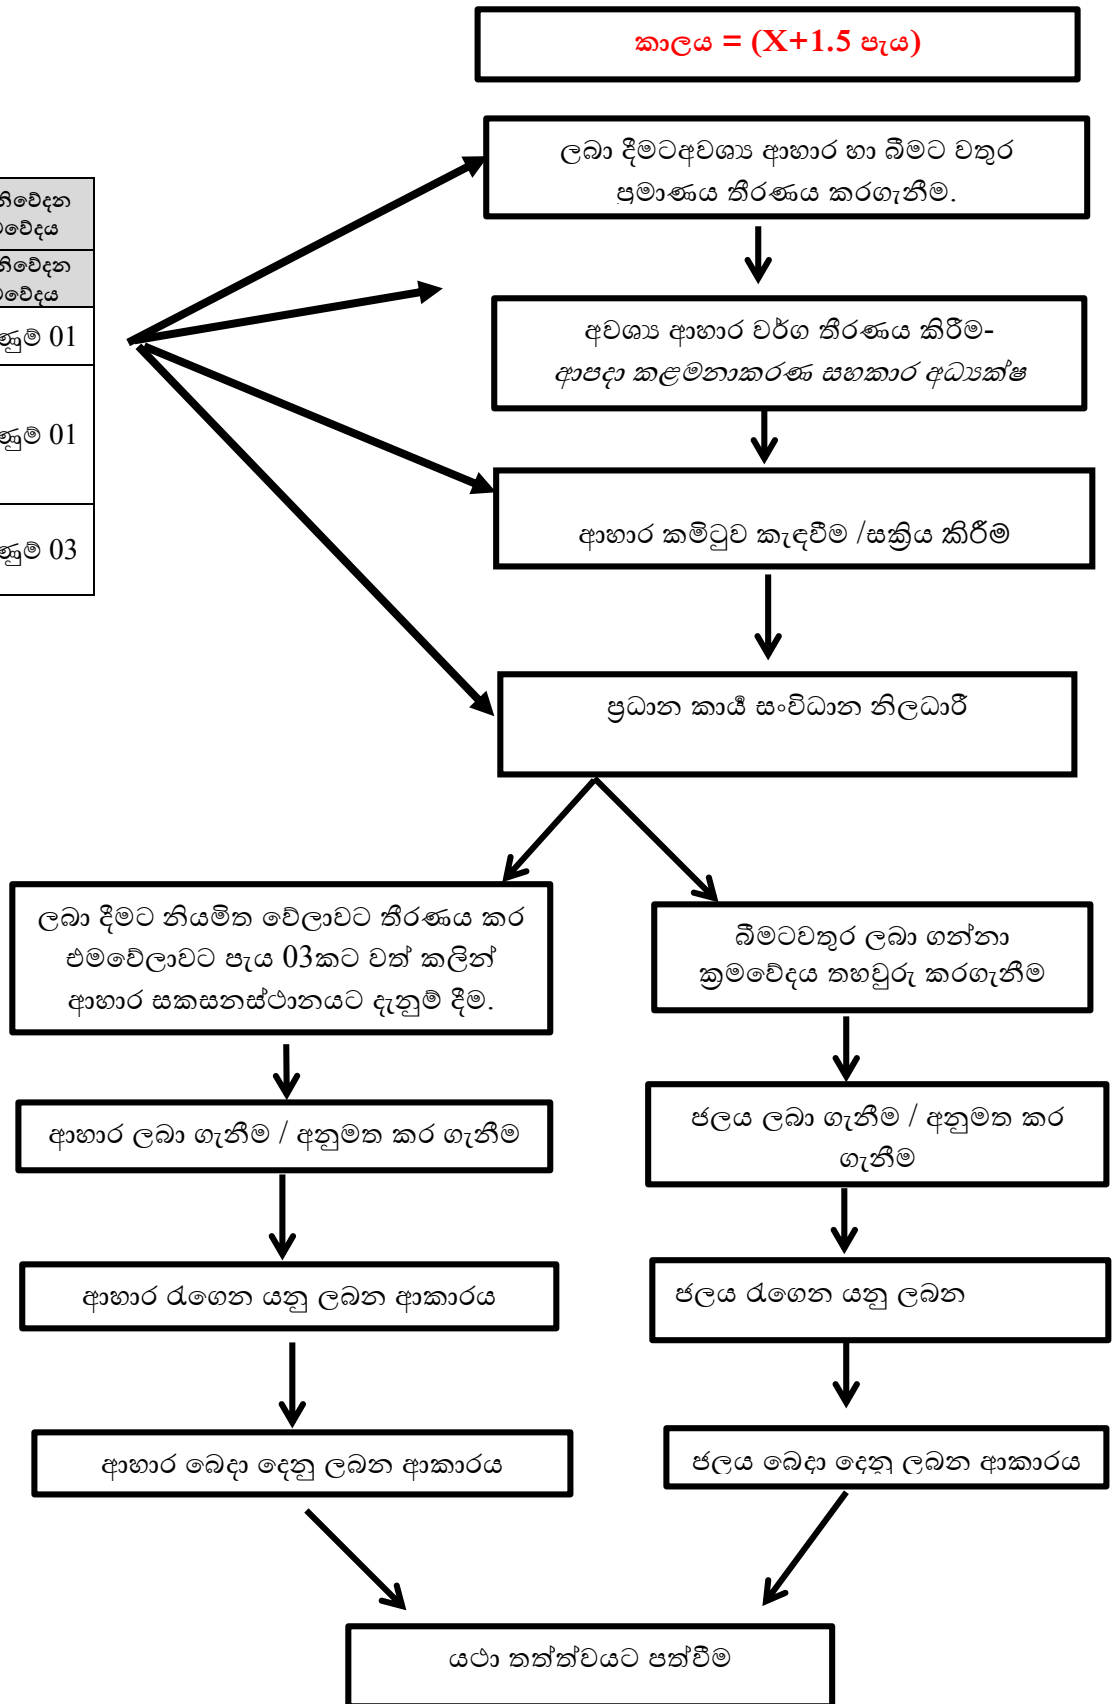 කාලය = (X+1.5 පැය)
ලබා දීමටඅවශ්‍ය ආහාර හා බීමට වතුර
ප්‍රමාණය තීරණය කරගැනීම.
අවශ්‍ය ආහාර වර්ග තීරණය කිරීම-
ආපදා කළමනාකරණ සහකාර අධ්‍යක්ෂ
ආහාර කමිටුව කැඳවීම /සක්‍රිය කිරීම
ප්‍රධාන කාර්‍ය සංවිධාන නිලධාරී
නිවේදන
වේදය
නිවේදන
වේදය
ණුම් 01
ණුම් 01
ණුම් 03
ලබා දීමට නියමිත වේලාවට තීරණය කර
එමවේලාවට පැය 03කට වත් කලින්
ආහාර සකසනස්ථානයට දැනුම් දීම.
ආහාර ලබා ගැනීම / අනුමත කර ගැනීම
ආහාර රැගෙන යනු ලබන ආකාරය
ආහාර බෙදා දෙනු ලබන ආකාරය
බීමටවතුර ලබා ගන්නා
ක්‍රමවේදය තහවුරු කරගැනීම
ජලය ලබා ගැනීම / අනුමත කර
ගැනීම
ජලය රැගෙන යනු ලබන
ජලය බෙදා දෙනු ලබන ආකාරය
යථා තත්ත්වයට පත්වීම